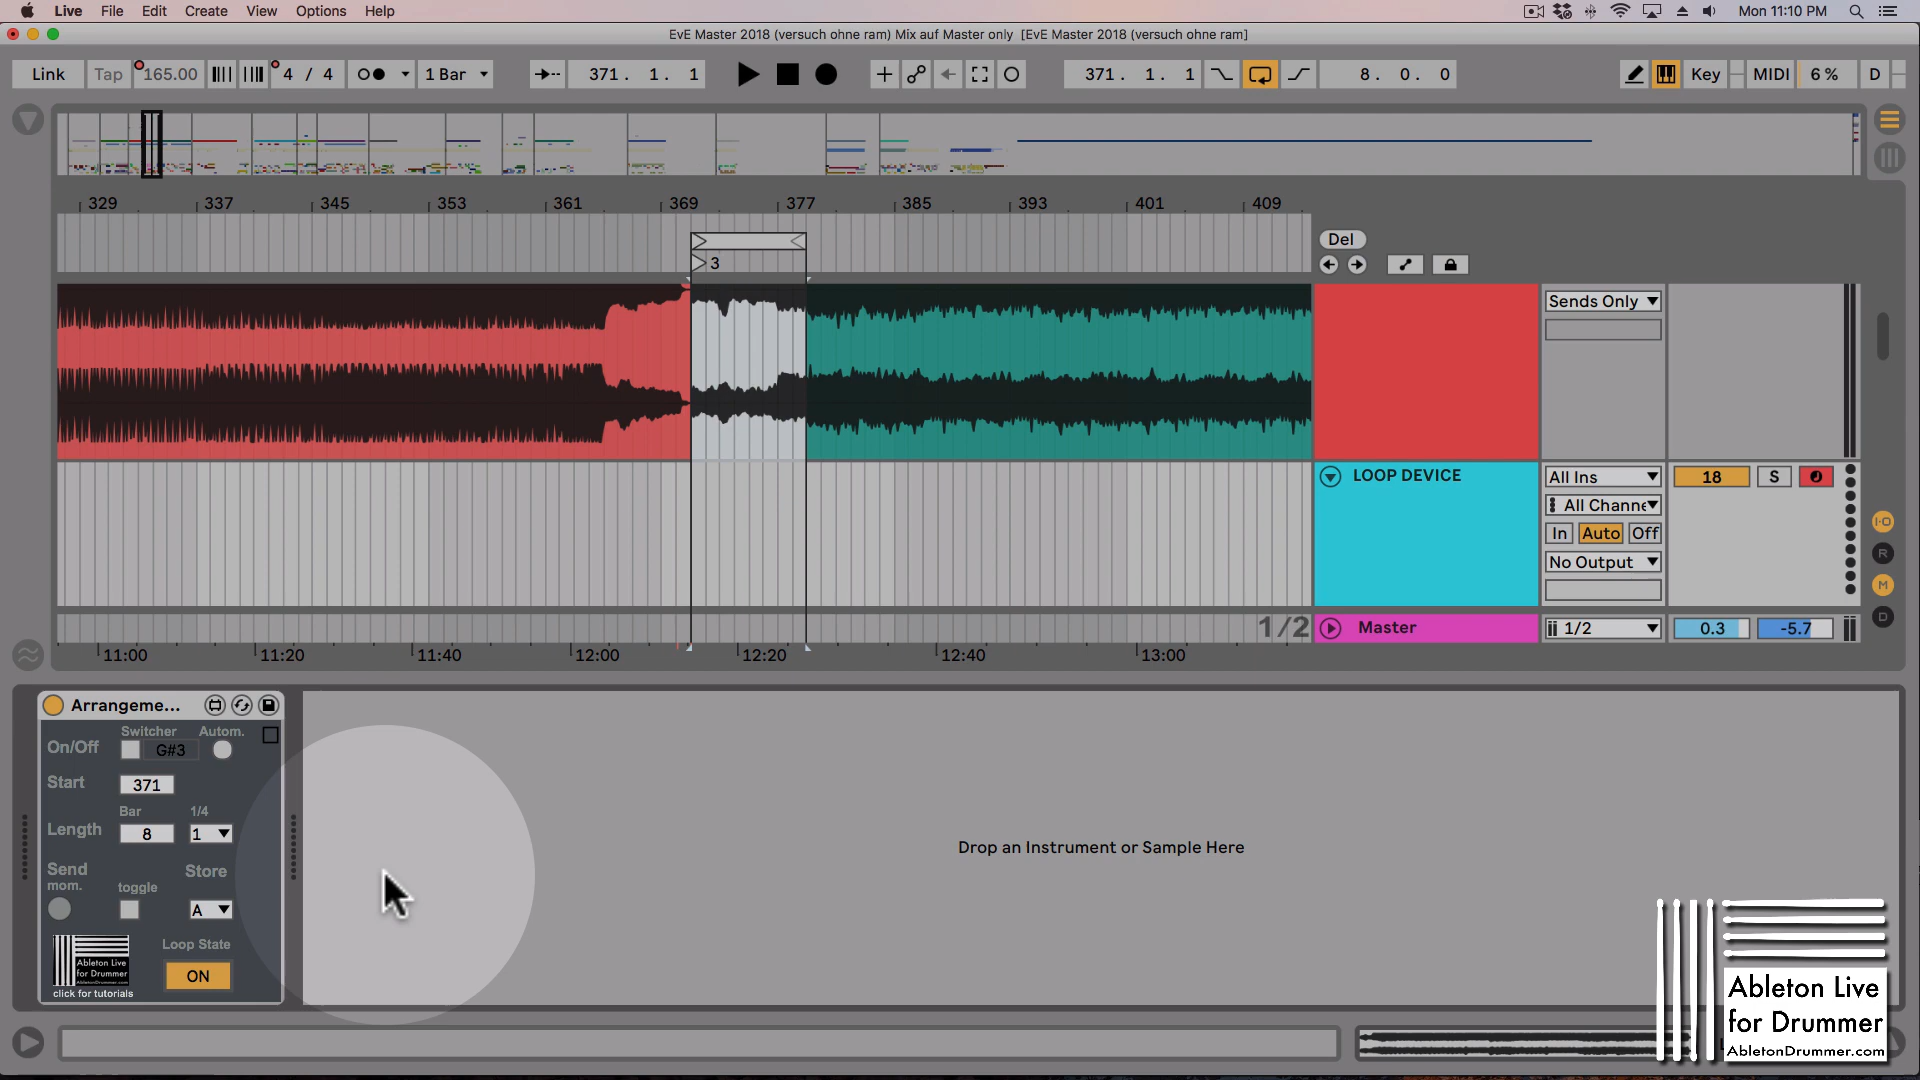 Live File Edit Create View Options Help Mon 11:10 PM
EvE Master 2018 (versuch ohne ram) Mix auf Master only [EvE Master 2018 (versuch ohne ram)]
Link Tap 165.00 4 / 4 1 Bar 371. 1. 1 371. 1. 1 8. 0. 0 Key MIDI 6 % D
329 337 345 353 361 369 377 385 393 401 409
Del
3
Sends Only
LOOP DEVICE All Ins 18 S
All Channe
In Auto Off
No Output
I·O
R
M
D
1/2 Master 1/2 0.3 -5.7
11:00 11:20 11:40 12:00 12:20 12:40 13:00
Arrangeme...
Switcher Autom.
On/Off G#3
Start 371
Bar 1/4
Length 8 1
Send Store
mom. toggle
A
Loop State
ON
Ableton Live
for Drummer
click for tutorials
Drop an Instrument or Sample Here
Ableton Live
for Drummer
AbletonDrummer.com